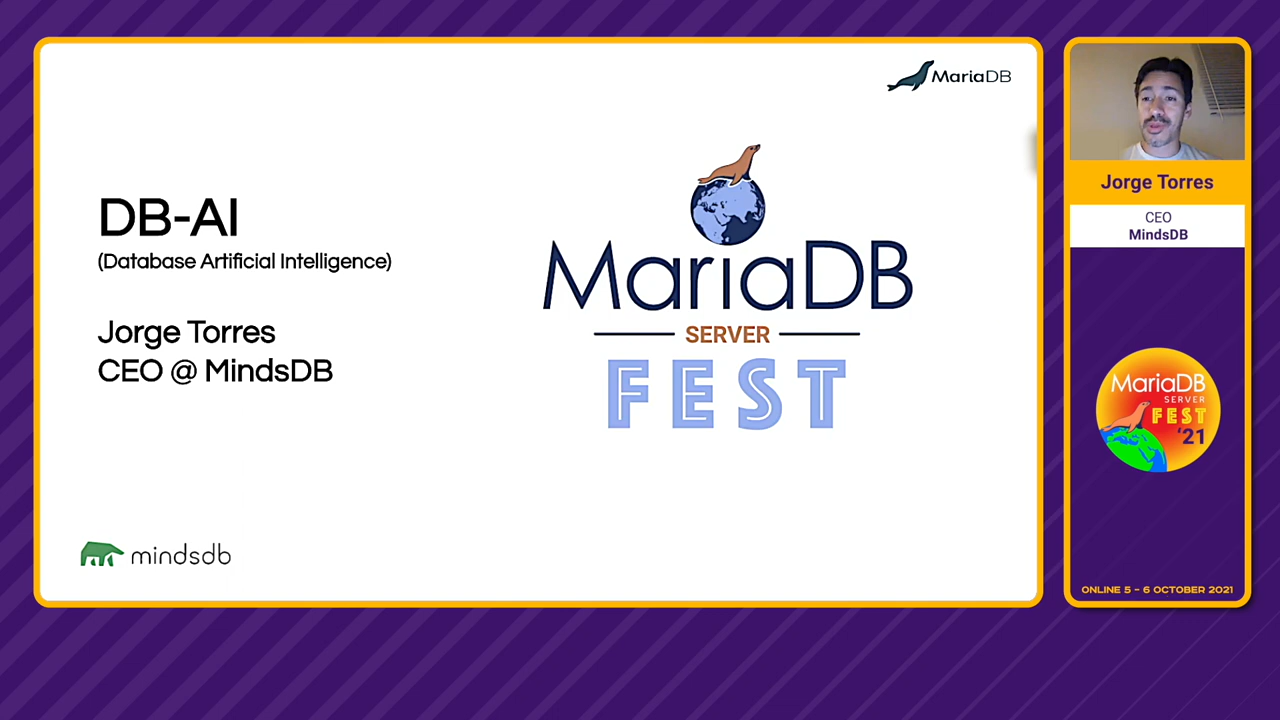 MariaDB
DB-AI
(Database Artificial Intelligence)
Jorge Torres
CEO @ MindsDB
MariaDB
SERVER
FEST
mindsdb
Jorge Torres
CEO
MindsDB
MariaDB
SERVER
FEST
'21
ONLINE 5 - 6 OCTOBER 2021